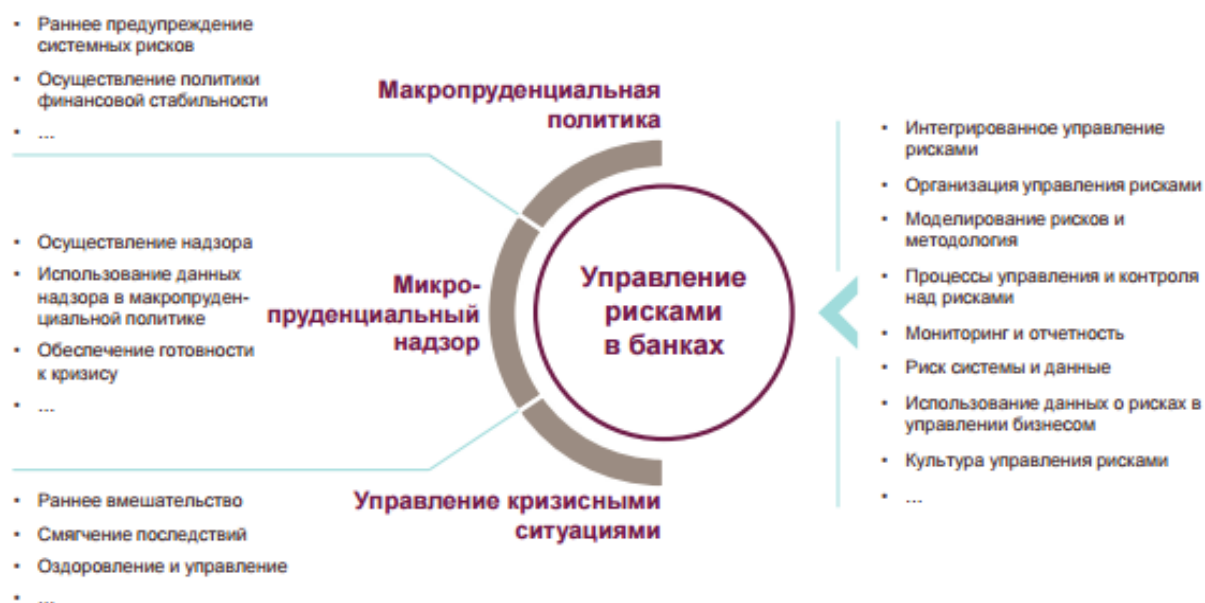 • Раннее предупреждение
системных рисков
• Осуществление политики
финансовой стабильности
• ...
Макропруденциальная
политика
• Осуществление надзора
• Использование данных
надзора в макропруден-
циальной политике
• Обеспечение готовности
к кризису
• ...
Микро-
пруденциальный
надзор
• Раннее вмешательство
• Смягчение последствий
• Оздоровление и управление
• ...
Управление кризисными
ситуациями
Управление
рисками
в банках
• Интегрированное управление
рисками
• Организация управления рисками
• Моделирование рисков и
методология
• Процессы управления и контроля
над рисками
• Мониторинг и отчетность
• Риск системы и данные
• Использование данных о рисках в
управлении бизнесом
• Культура управления рисками
• ...